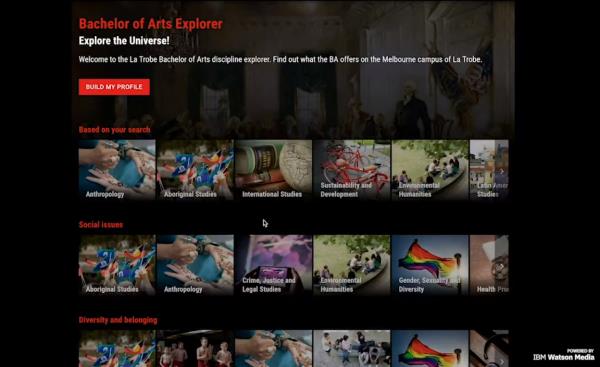 Bachelor of Arts Explorer
Explore the Universe!
Welcome to the La Trobe Bachelor of Arts discipline explorer. Find out what the BA offers on the Melbourne campus of La Trobe.
BUILD MY PROFILE
Based on your search
Anthropology
Aboriginal Studies
International Studies
Sustainability and
Development
Environmental
Humanities
Latin Amer
Studies
Social issues
Aboriginal Studies
Anthropology
Crime, Justice and
Legal Studies
Environmental
Humanities
Gender, Sexuality and
Diversity
Health Pro
Diversity and belonging
POWERED BY
IBM Watson Media